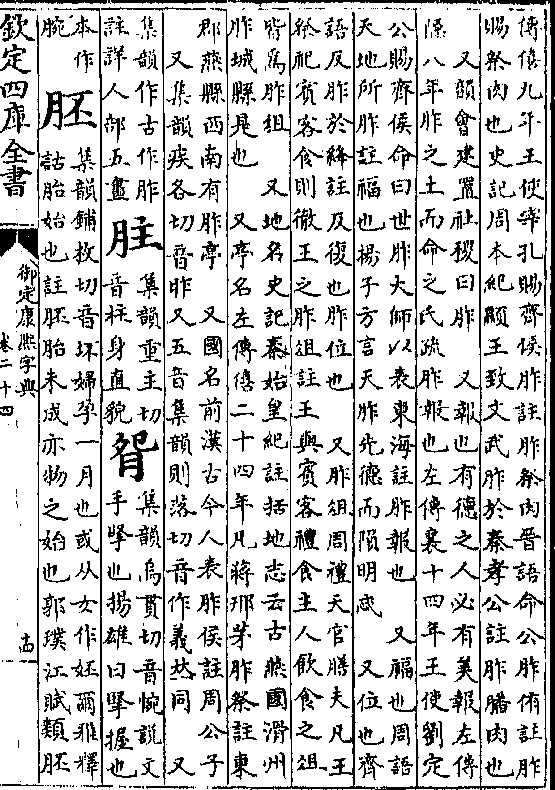 傳僖九年王使宰孔賜齊侯胙註胙祭肉晉語命公胙侑註胙
賜祭肉也史記周本紀顯王致文武胙於秦孝公註胙膰肉也
又韻會建置社稷曰胙 又報也有德之人必有美報左傳
隱八年胙之土而命之氏疏胙報也左傳襄十四年王使劉定
公賜齊侯命曰世胙大師以表東海註胙報也 又福也周語
天地所胙註福也揚子方言天胙光德而隕明忒 又位也齊
語反胙於絳註及復也胙位也 又胙俎周禮天官膳夫凡王
祭祀賓客食則徹王之胙俎註王與賓客禮食主人飲食之俎
皆爲胙俎 又地名史記秦始皇紀註括地志云古燕國滑州
胙城縣是也 又亭名左傳僖二十四年凡蔣邢茅胙祭註東
郡燕縣西南有胙亭 又國名前漢古今人表胙侯註周公子
又集韻疾各切音昨又五音集韻則落切音作義𠀤同 又
集韻作古作胙註詳人部五畫 胜 集韻重主切音柱身直貌 𦚢 集韻烏貫切音惋說文手擊也揚雄曰擊握也
本作腕 胚 集韻鋪枚切音坏婦孕一月也或从女作妚爾雅釋詁胎始也註胚胎未成亦物之始也郭璞江賦類胚
欽定四庫全書
御定康熙字典
卷二十四
十四